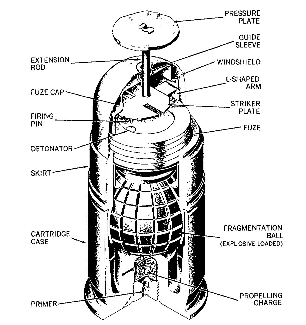 PRESSURE
PLATE
GUIDE
SLEEVE
EXTENSION
ROD
WINDSHIELD
L-SHAPED
ARM
FUZE CAP
STRIKER
PLATE
FIRING
PIN
FUZE
DETONATOR
SKIRT
CARTRIDGE
CASE
FRAGMENTATION
BALL
(EXPLOSIVE LOADED)
PRIMER
PROPELLING
CHARGE